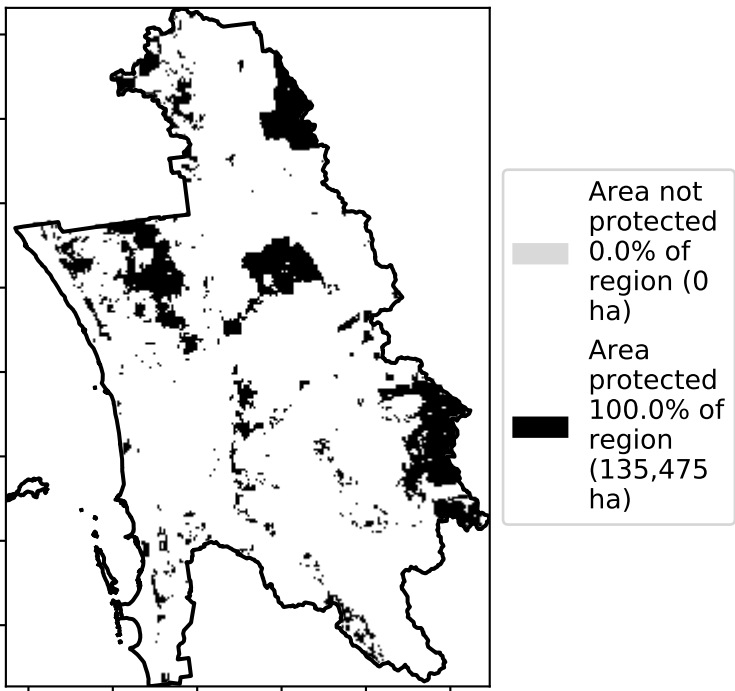 Area not
protected
0.0% of
region (0
ha)
Area
protected
100.0% of
region
(135,475
ha)